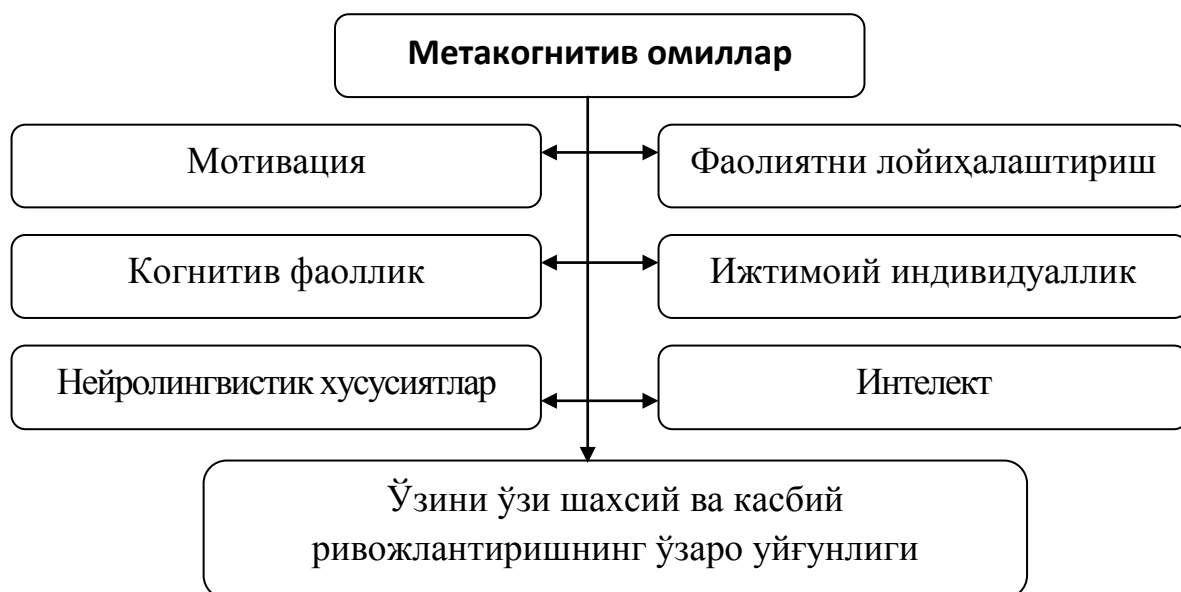 Метакогнитив омиллар
Мотивация
Фаолиятни лойиҳалаштириш
Когнитив фаоллик
Ижтимоий индивидуаллик
Нейролингвистик хусусиятлар
Интелект
Ўзини ўзи шахсий ва касбий
ривожлантиришнинг ўзаро уйғунлиги